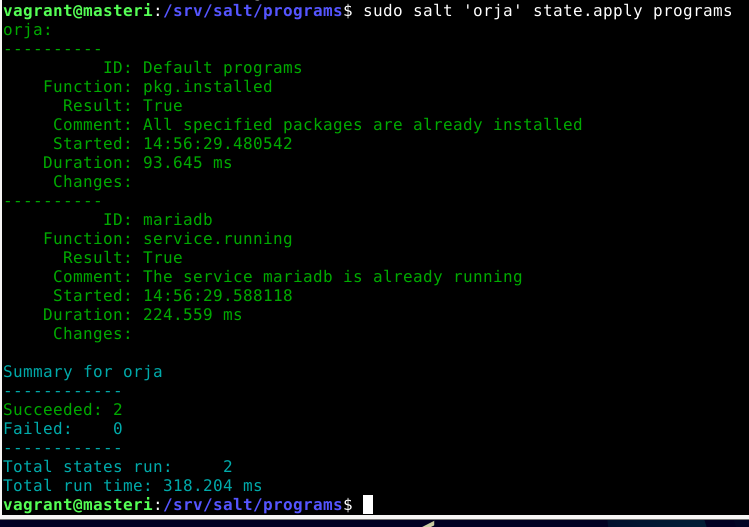 vagrant@masteri:/srv/salt/programs$ sudo salt 'orja' state.apply programs
orja:
----------
          ID: Default programs
    Function: pkg.installed
      Result: True
     Comment: All specified packages are already installed
     Started: 14:56:29.480542
    Duration: 93.645 ms
     Changes:
----------
          ID: mariadb
    Function: service.running
      Result: True
     Comment: The service mariadb is already running
     Started: 14:56:29.588118
    Duration: 224.559 ms
     Changes:

Summary for orja
------------
Succeeded: 2
Failed:    0
------------
Total states run:     2
Total run time: 318.204 ms
vagrant@masteri:/srv/salt/programs$